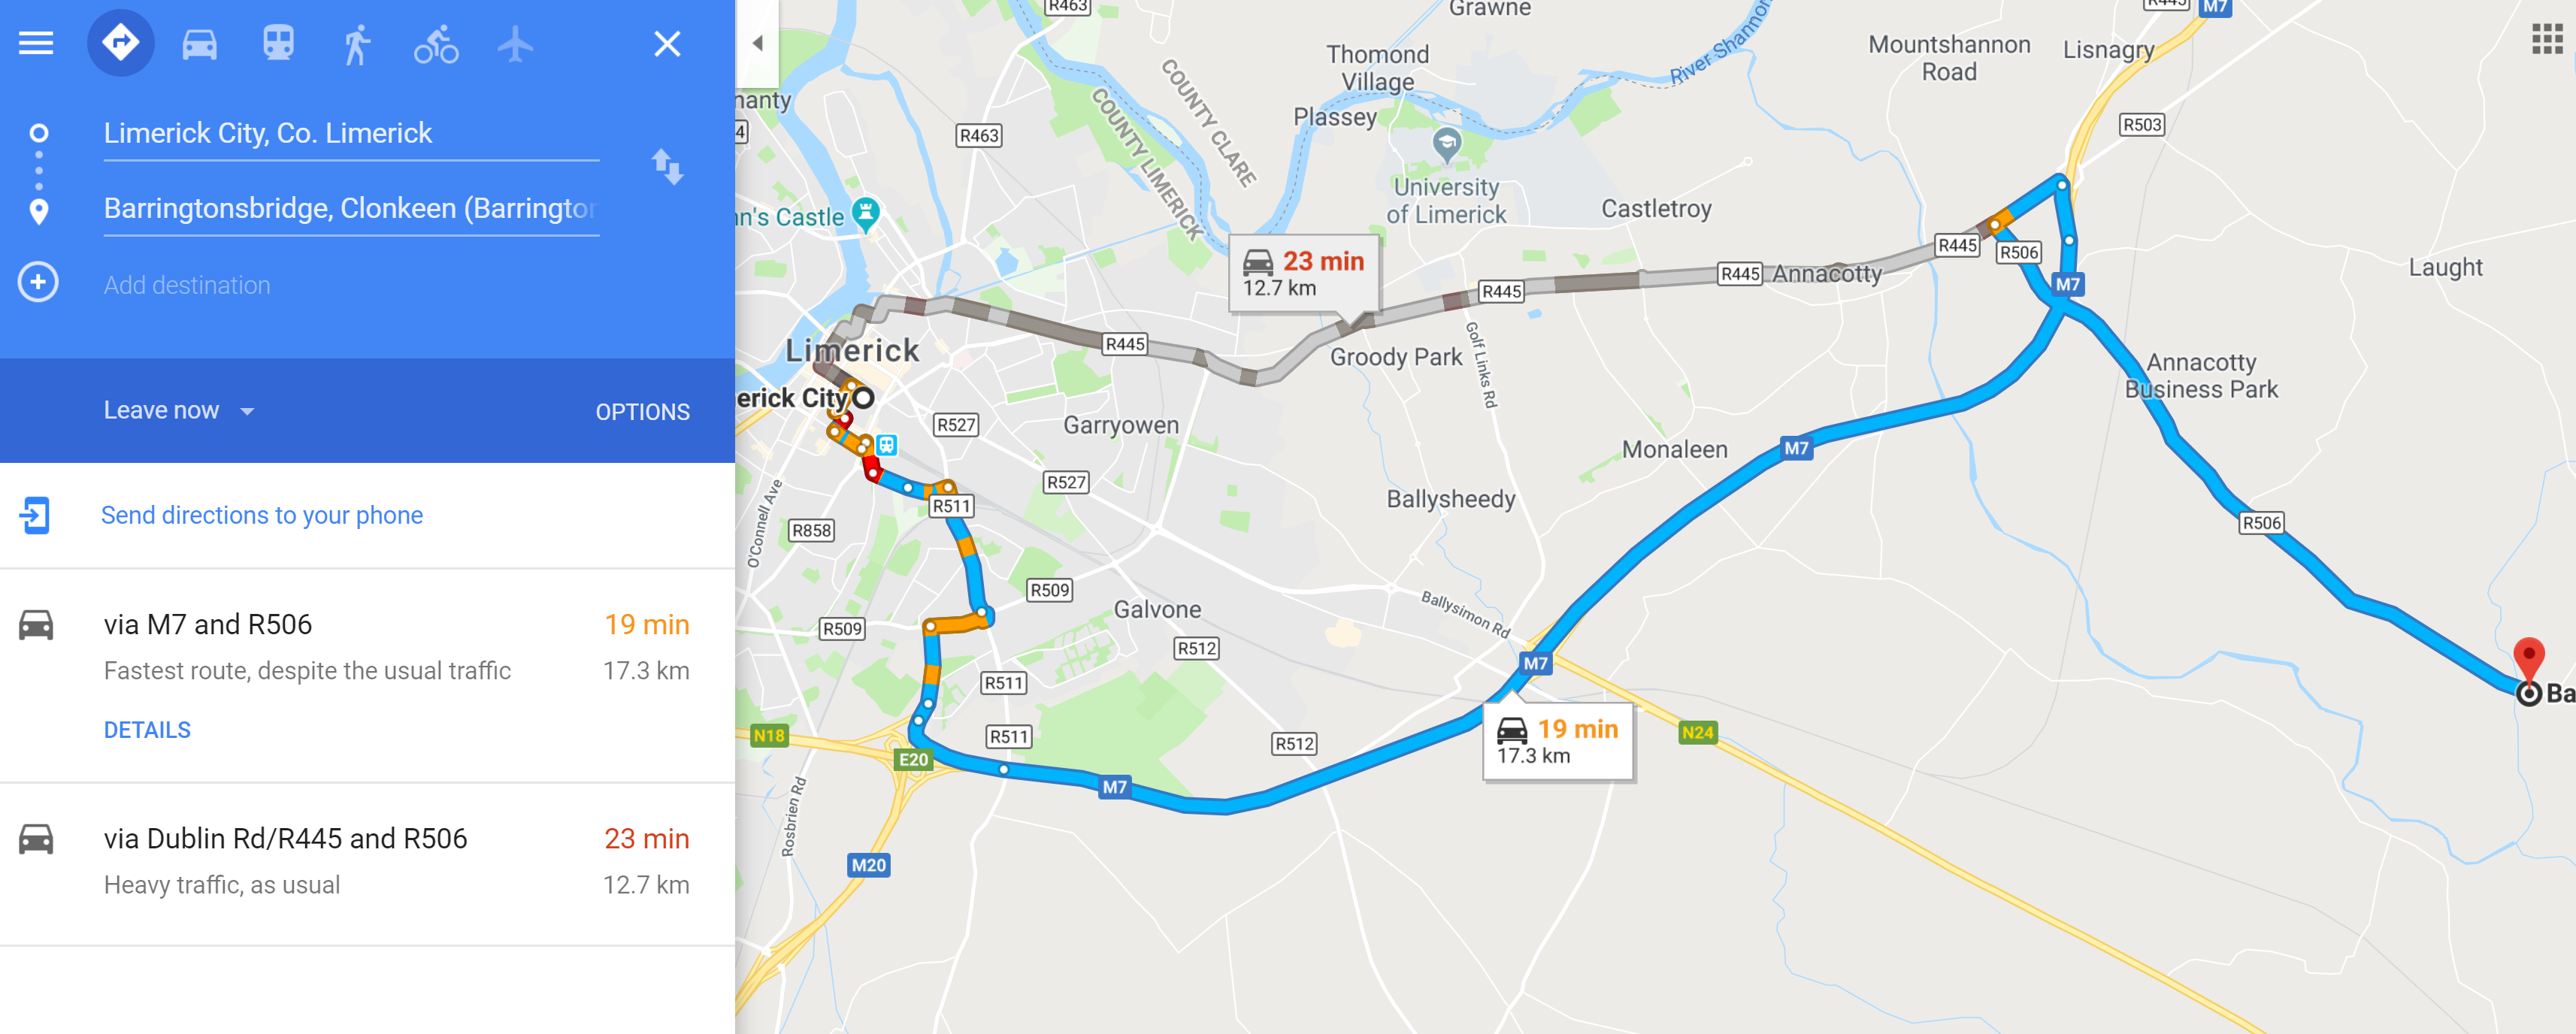 Limerick City, Co. Limerick
Barringtonsbridge, Clonkeen (Barrington
Add destination
Leave now
OPTIONS
Send directions to your phone
via M7 and R506
19 min
Fastest route, despite the usual traffic
17.3 km
DETAILS
via Dublin Rd/R445 and R506
23 min
Heavy traffic, as usual
12.7 km
R463
Grawne
R445
M7
Thomond
Village
Mountshannon
Road
Lisnagry
River Shannon
COUNTY CLARE
COUNTY LIMERICK
nanty
4
R463
Plassey
R503
University
of Limerick
Castletroy
nn's Castle
23 min
12.7 km
R445
R506
Laught
R445
R445
Annacotty
M7
R445
Limerick
Groody Park
Golf Links Rd
Annacotty
Business Park
erick City
R527
Garryowen
Monaleen
M7
R527
Ballysheedy
O'Connell Ave
R858
R511
R506
R509
Galvone
Ballysimon Rd
R509
R512
M7
R511
Ba
N18
R511
R512
19 min
17.3 km
N24
E20
M7
Rosbrien Rd
M20